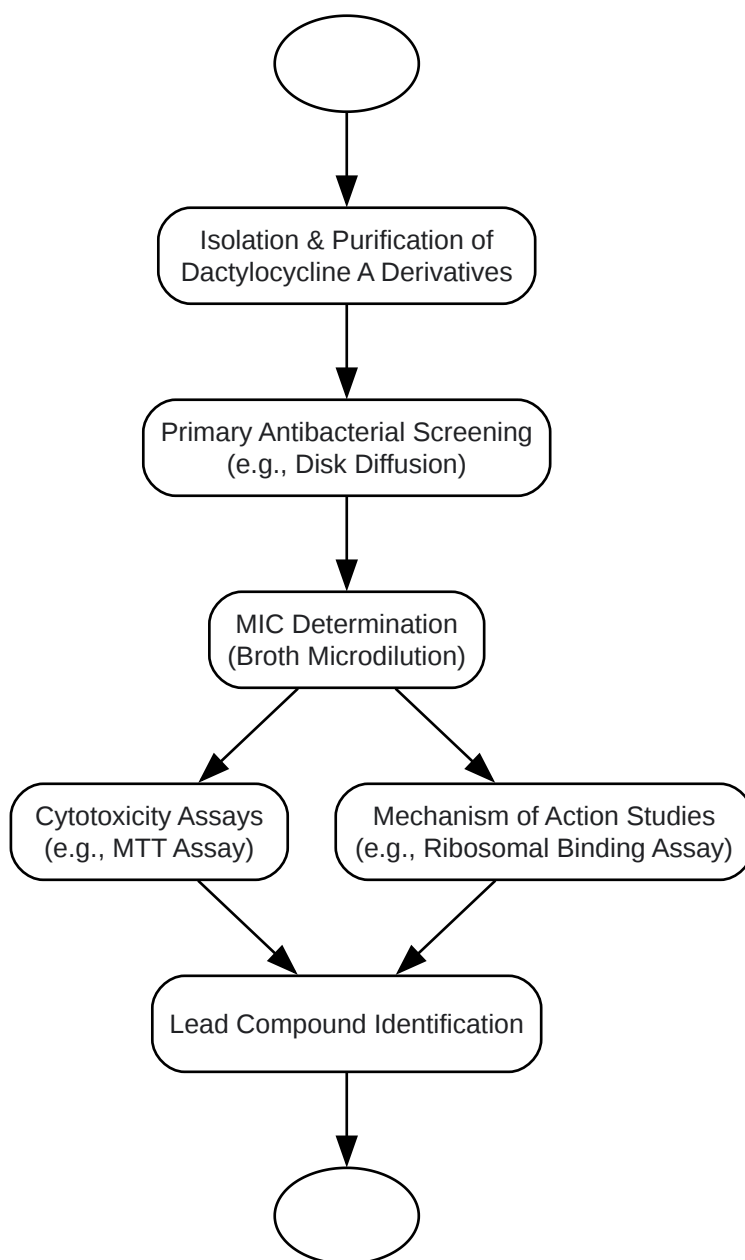 Isolation & Purification of
Dactylocycline A Derivatives
Primary Antibacterial Screening
(e.g., Disk Diffusion)
MIC Determination
(Broth Microdilution)
Cytotoxicity Assays
(e.g., MTT Assay)
Mechanism of Action Studies
(e.g., Ribosomal Binding Assay)
Lead Compound Identification